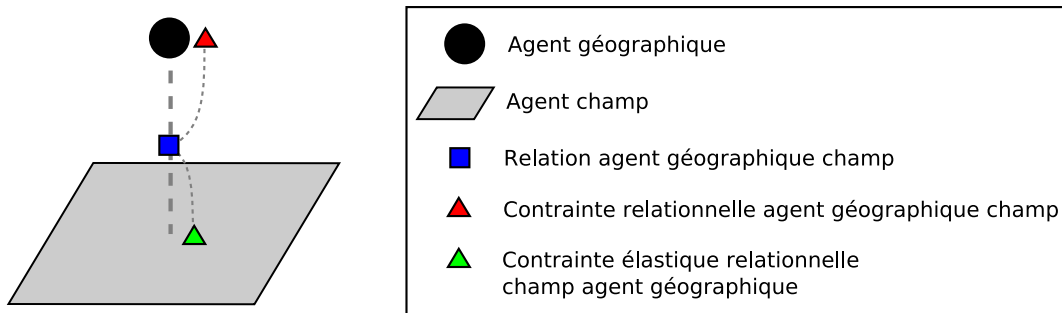 Agent géographique
Agent champ
Relation agent géographique champ
Contrainte relationnelle agent géographique champ
Contrainte élastique relationnelle
champ agent géographique